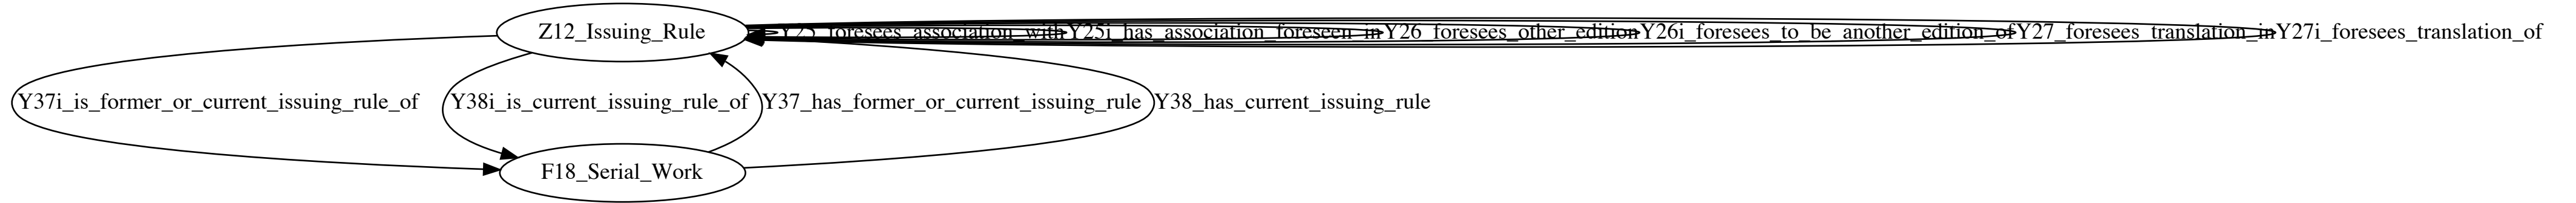 Z12_Issuing_Rule
Y25_foresees_association_with
Y25i_has_association_foreseen_in
Y26_foresees_other_edition
Y26i_foresees_to_be_another_edition_of
Y27_foresees_translation_in
Y27i_foresees_translation_of
Y37i_is_former_or_current_issuing_rule_of
Y38i_is_current_issuing_rule_of
Y37_has_former_or_current_issuing_rule
Y38_has_current_issuing_rule
F18_Serial_Work